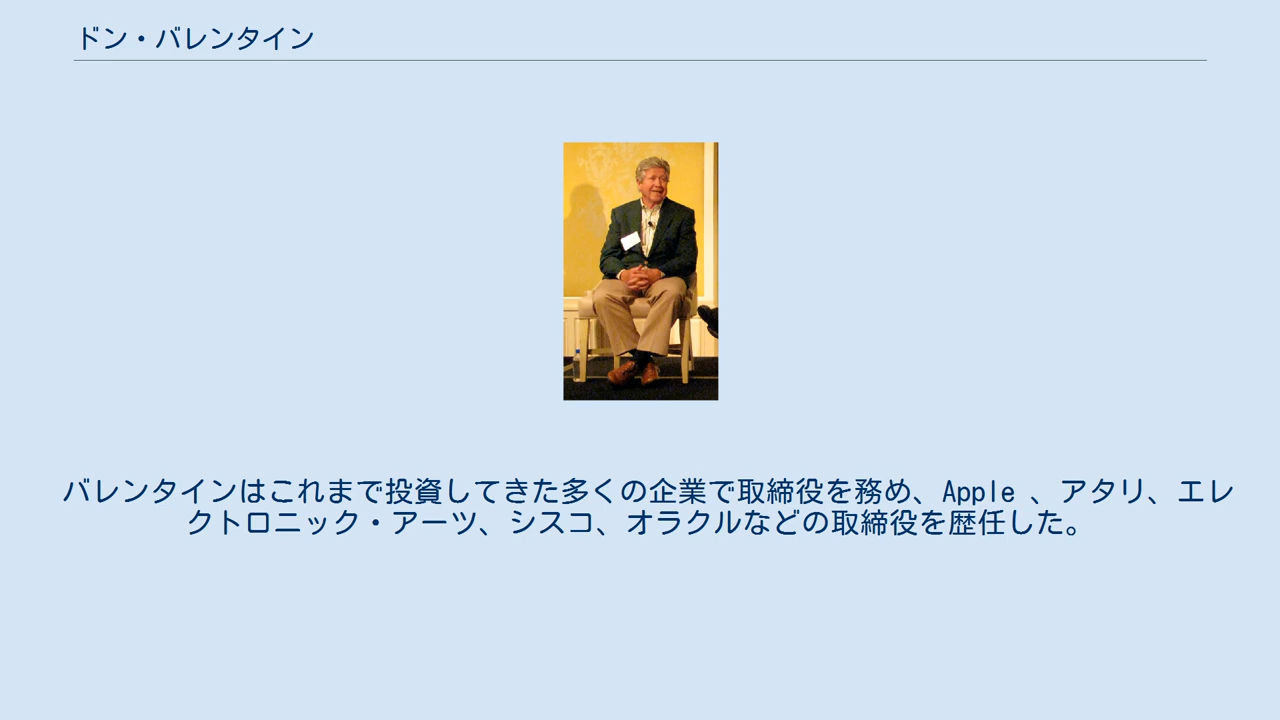 ドン・バレンタイン
バレンタインはこれまで投資してきた多くの企業で取締役を務め、Apple 、アタリ、エレ
クトロニック・アーツ、シスコ、オラクルなどの取締役を歴任した。